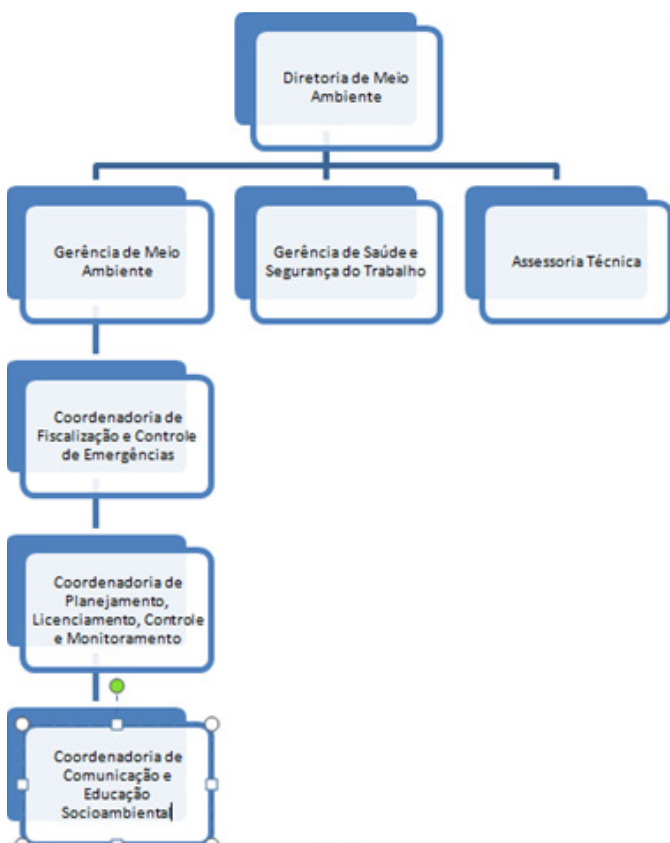 Diretoria de Meio
Ambiente
Gerência de Meio
Ambiente
Gerência de Saúde e
Segurança do Trabalho
Assessoria Técnica
Coordenadoria de
Fiscalização e Controle
de Emergências
Coordenadoria de
Planejamento,
Licenciamento, Controle
e Monitoramento
Coordenadoria de
Comunicação e
Educação
Socioambiental